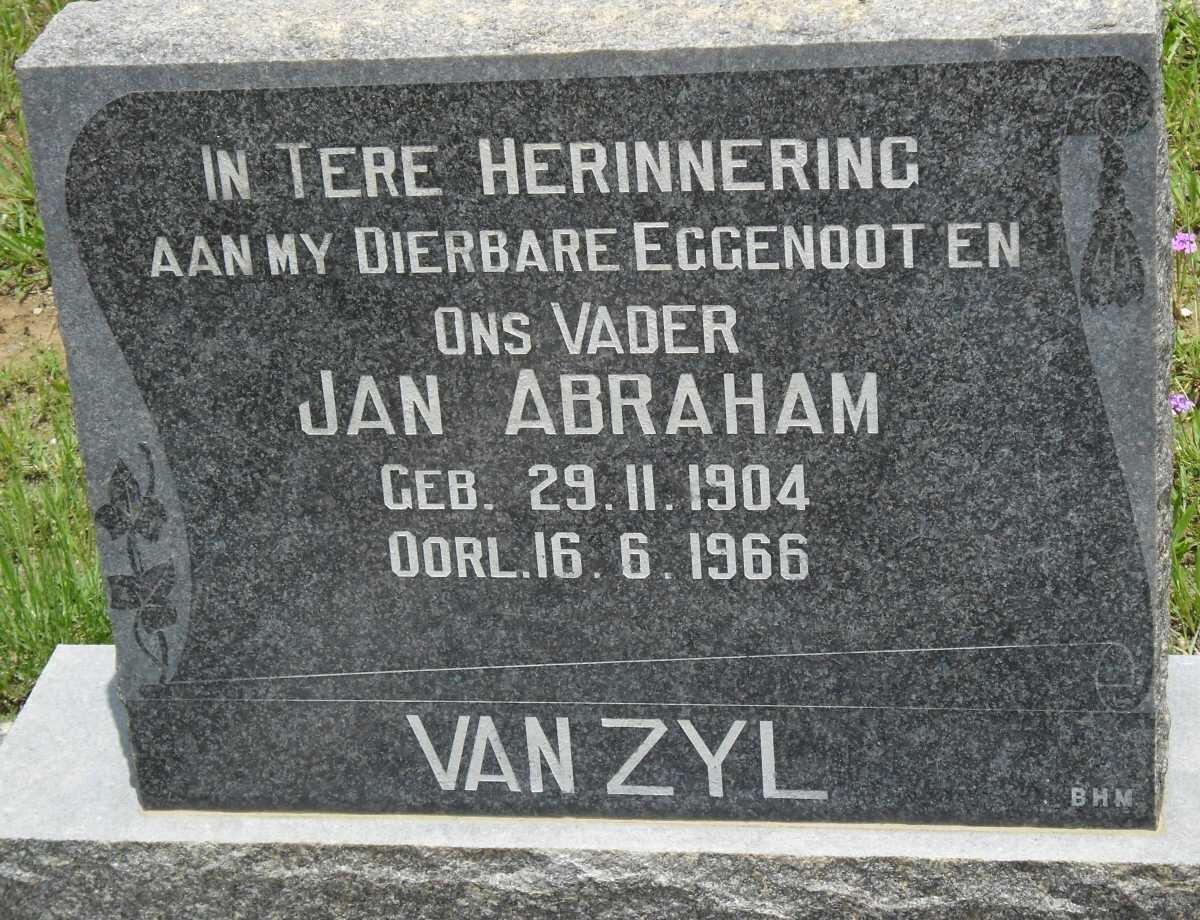 IN TERE HERINNERING
AAN MY DIERBARE EGGENOOT EN
ONS VADER
JAN ABRAHAM
GEB. 29.11.1904
OORL.16.6.1966
VAN ZYL
BHM